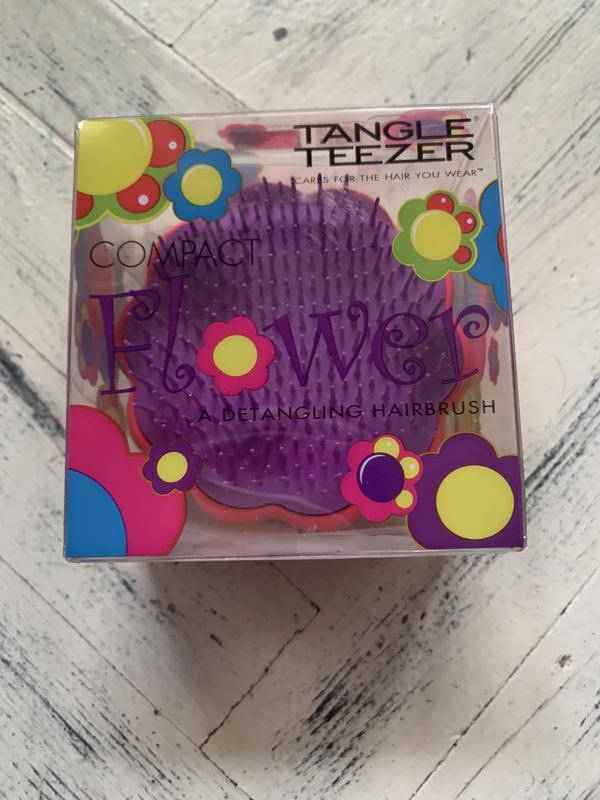 TANGLE
TEEZER®
CARES FOR THE HAIR YOU WEAR™
COMPACT
Flower
A DETANGLING HAIRBRUSH